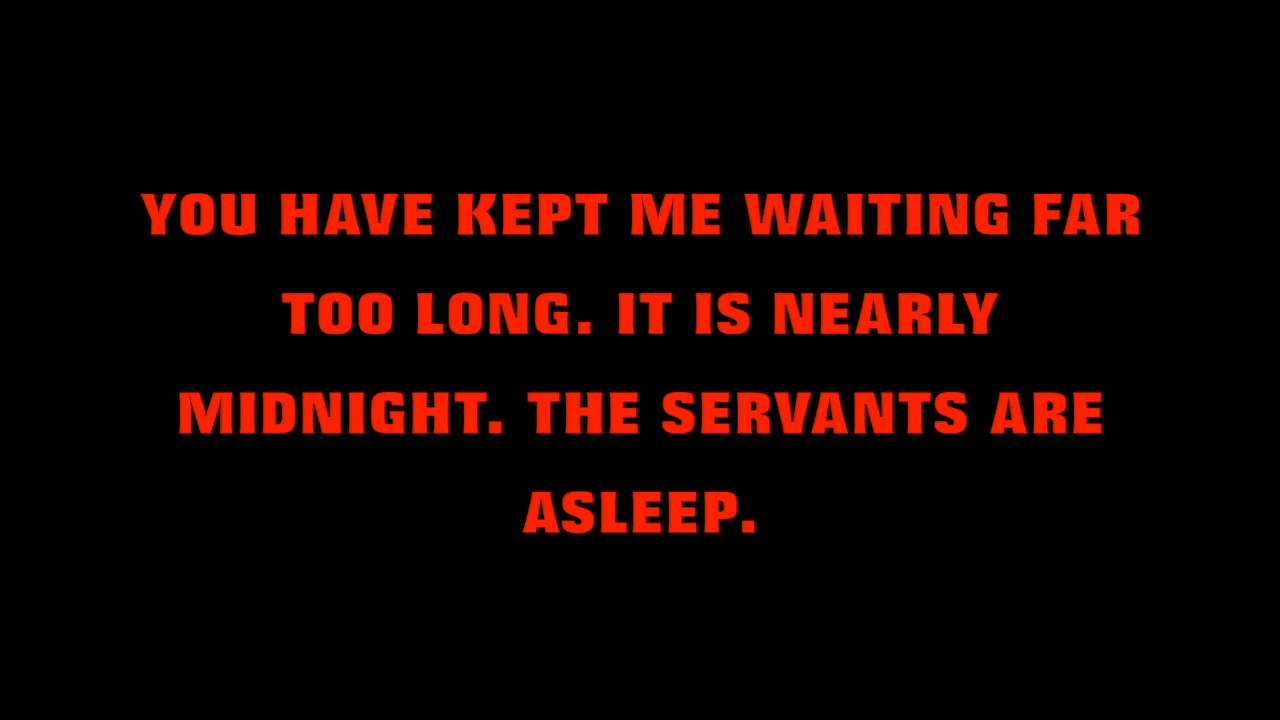 YOU HAVE KEPT ME WAITING FAR
TOO LONG. IT IS NEARLY
MIDNIGHT. THE SERVANTS ARE
ASLEEP.